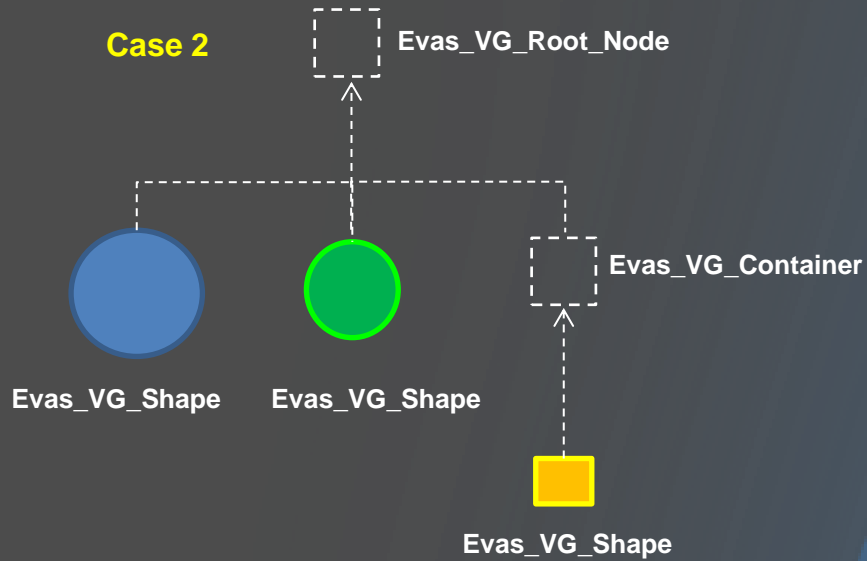 Case 2
Evas_VG_Root_Node
Evas_VG_Container
Evas_VG_Shape
Evas_VG_Shape
Evas_VG_Shape